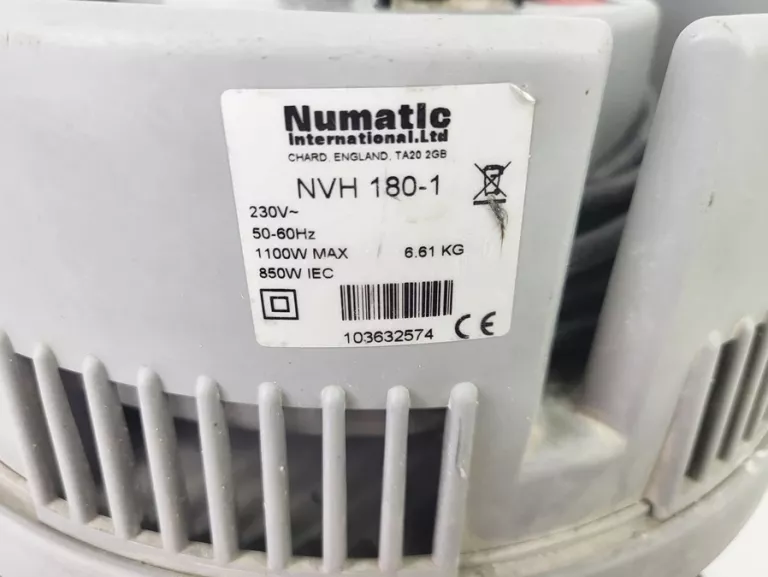 Numatic
International.Ltd
CHARD, ENGLAND, TA20 2GB
NVH 180-1
230V~
50-60Hz
1100W MAX 6.61 KG
850W IEC
103632574 CE